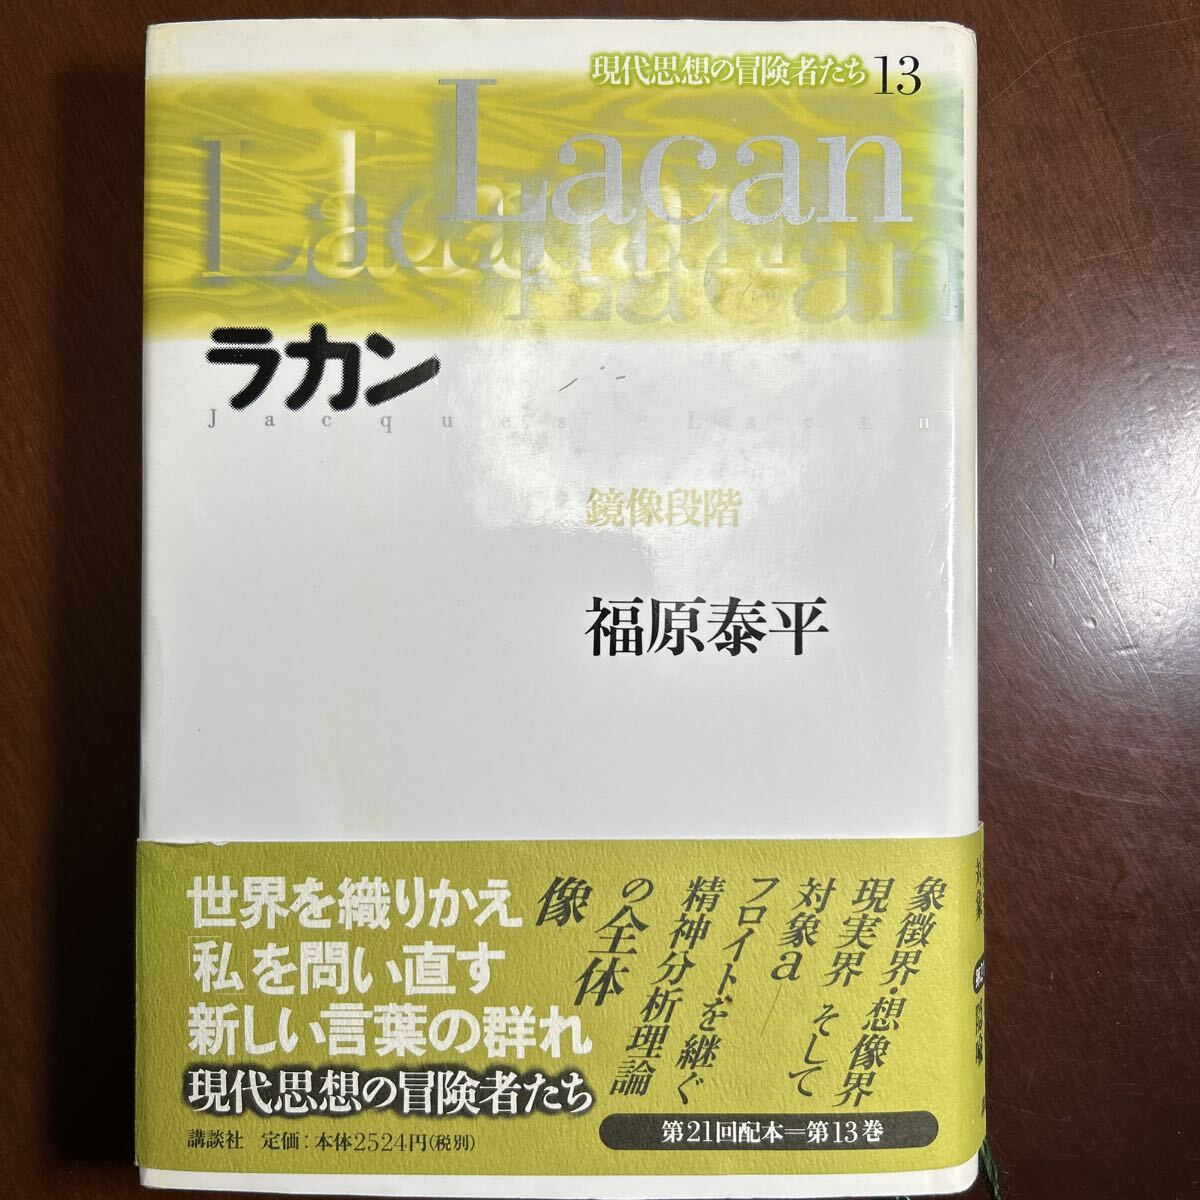 現代思想の冒険者たち 13
Lacan
Lacan
Lacan
Lacan
ラカン
Jacques Lacan
鏡像段階
福原泰平
世界を織りかえ
「私」を問い直す
新しい言葉の群れ
現代思想の冒険者たち
講談社 定価:本体2524円(税別)
象徴界・想像界
現実界 そして
対象a
フロイトを継ぐ
精神分析理論
の全体
像
第21回配本=第13巻